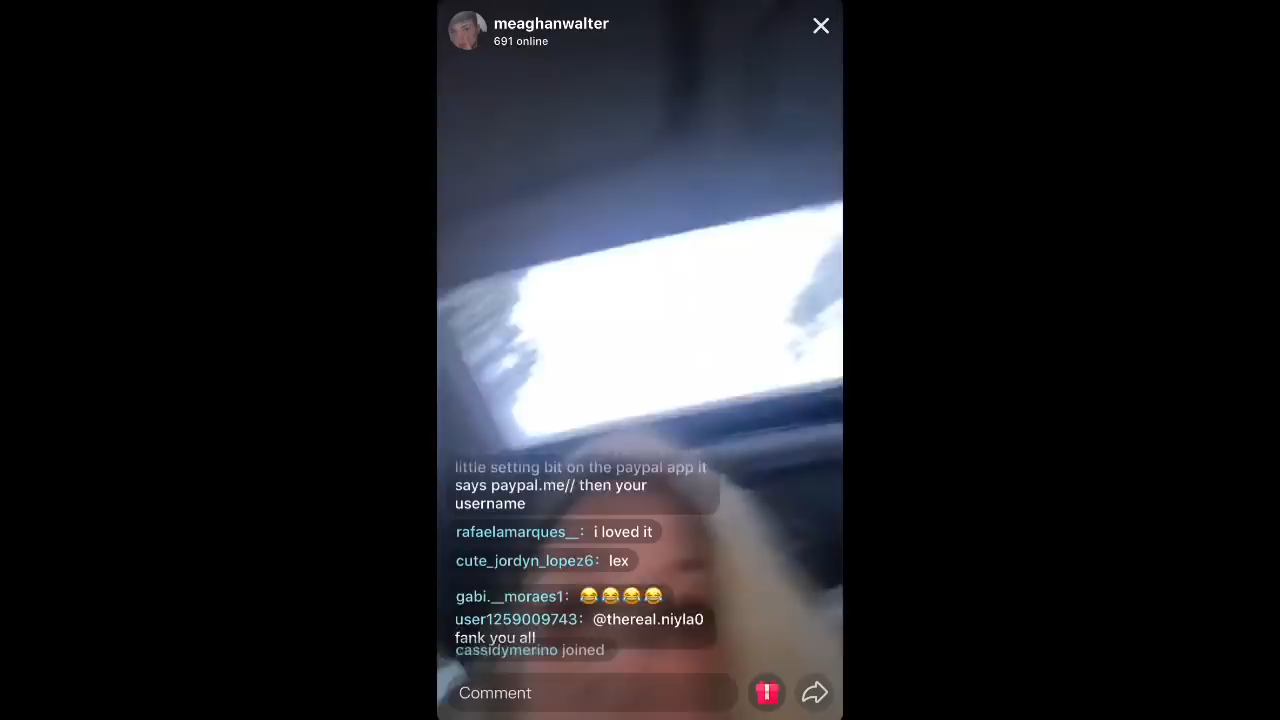 meaghanwalter
691 online
little setting bit on the paypal app it
says paypal.me// then your
username
rafaelamarques__: i loved it
cute_jordyn_lopez6: lex
gabi.__moraes1: 😂😂😂😂
user1259009743: @thereal.niyla0
fank you all
cassidymerino joined
Comment